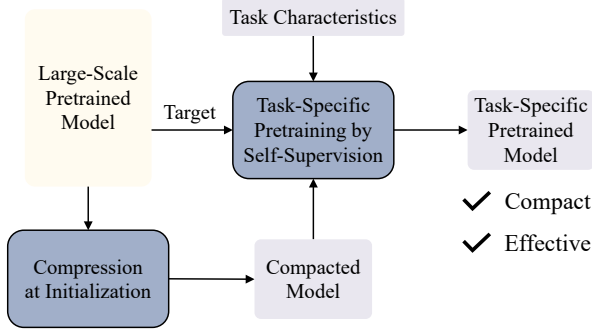 Task Characteristics
Large-Scale
Pretrained
Model
Target
Task-Specific
Pretraining by
Self-Supervision
Task-Specific
Pretrained
Model
Compact
Effective
Compression
at Initialization
Compacted
Model